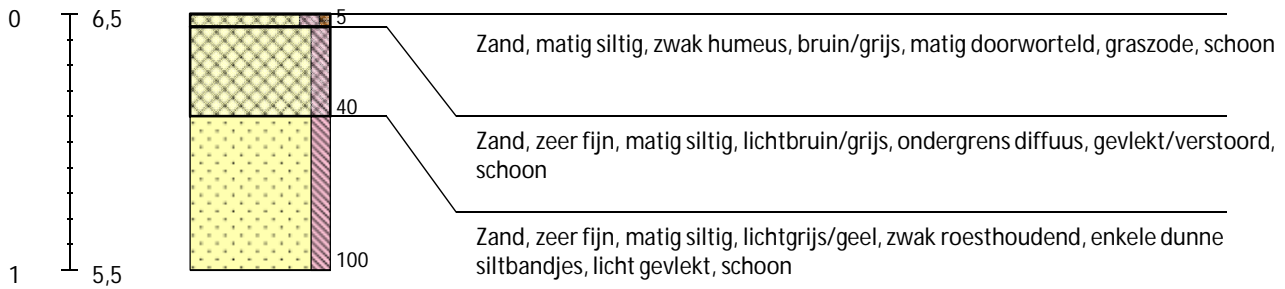 0 6,5 5
Zand, matig siltig, zwak humeus, bruin/grijs, matig doorworteld, graszode, schoon
40
Zand, zeer fijn, matig siltig, lichtbruin/grijs, ondergrens diffuus, gevlekt/verstoord,
schoon
Zand, zeer fijn, matig siltig, lichtgrijs/geel, zwak roesthoudend, enkele dunne
siltbandjes, licht gevlekt, schoon
100
1 5,5